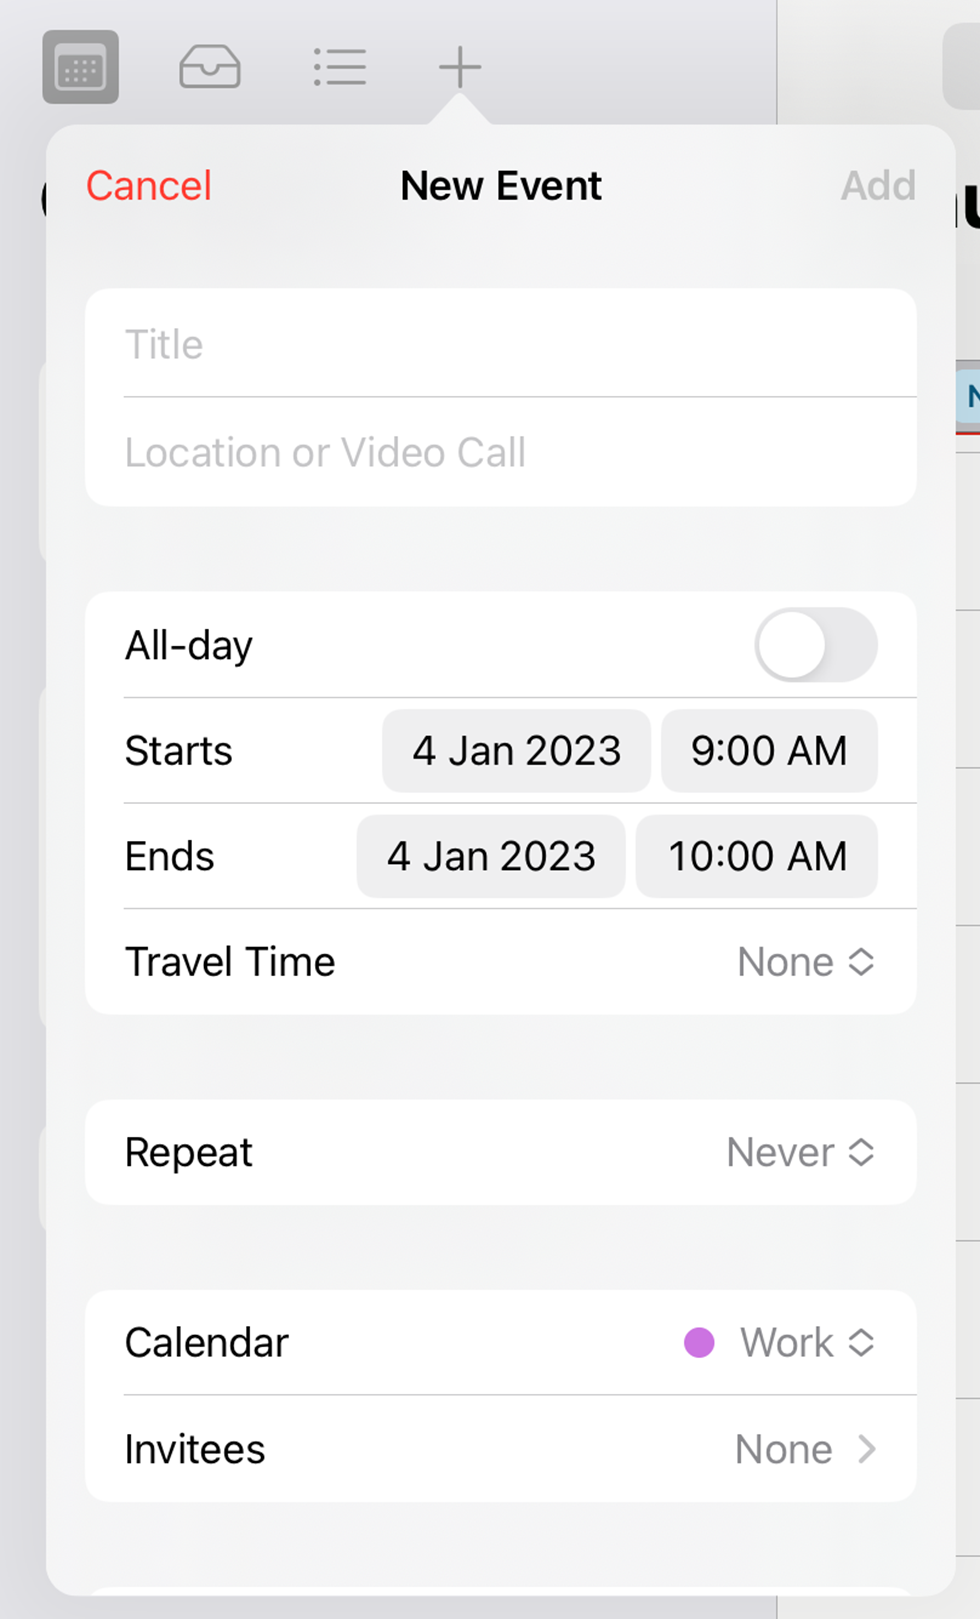 Cancel New Event Add
Title
Location or Video Call
All-day
Starts 4 Jan 2023 9:00 AM
Ends 4 Jan 2023 10:00 AM
Travel Time None
Repeat Never
Calendar Work
Invitees None